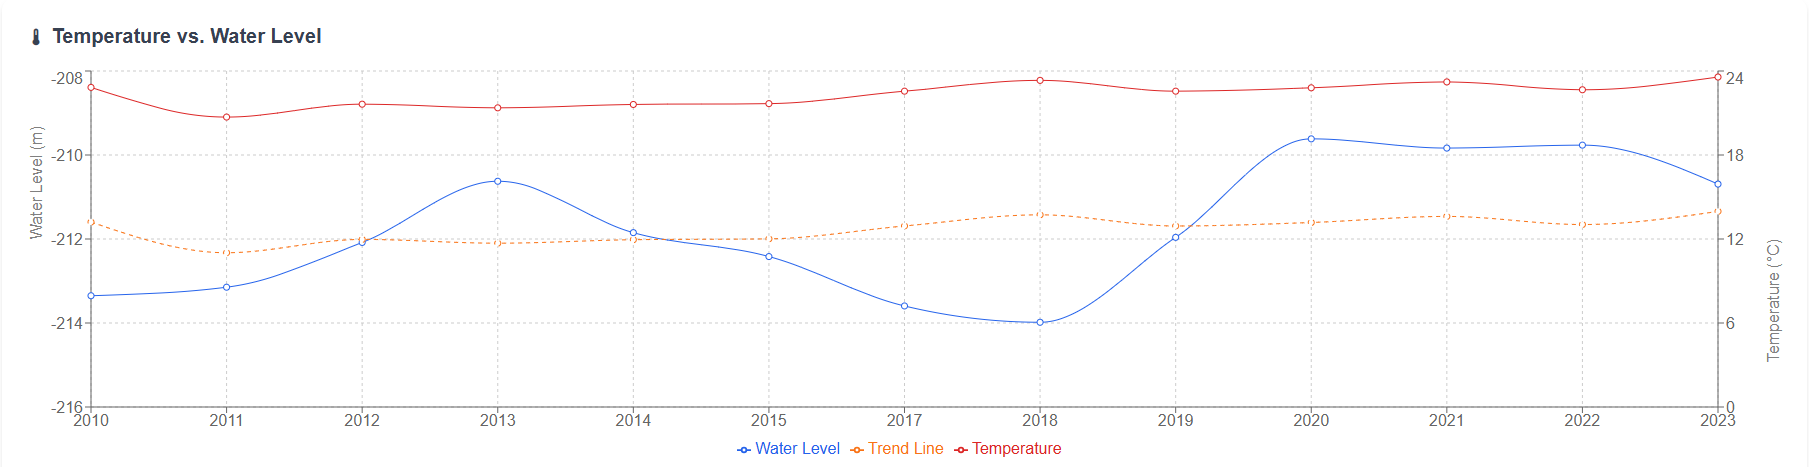 Temperature vs. Water Level
-208
-210
-212
-214
-216
Water Level (m)
24
18
12
6
0
Temperature (°C)
2010 2011 2012 2013 2014 2015 2017 2018 2019 2020 2021 2022 2023
Water Level Trend Line Temperature